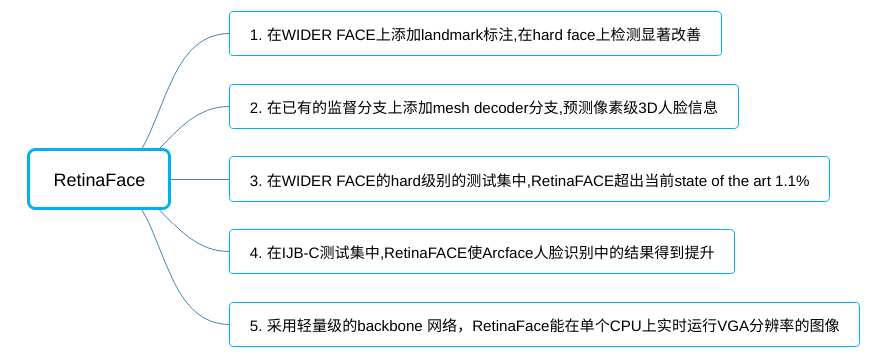 1. 在WIDER FACE上添加landmark标注,在hard face上检测显著改善
2. 在已有的监督分支上添加mesh decoder分支,预测像素级3D人脸信息
RetinaFace
3. 在WIDER FACE的hard级别的测试集中,RetinaFACE超出当前state of the art 1.1%
4. 在IJB-C测试集中,RetinaFACE使Arcface人脸识别中的结果得到提升
5. 采用轻量级的backbone 网络，RetinaFace能在单个CPU上实时运行VGA分辨率的图像